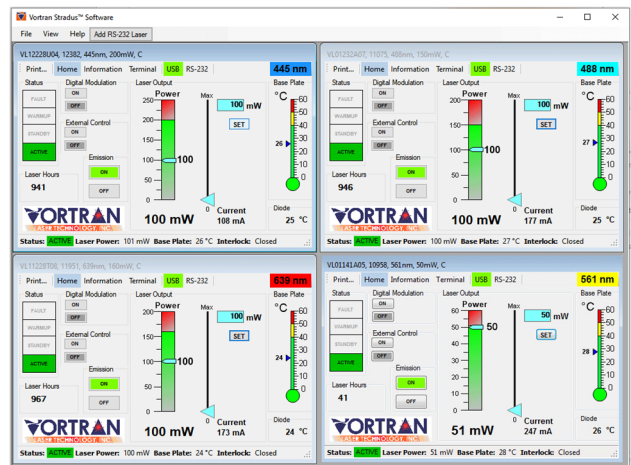 Vortran Stradus™ Software
File View Help Add RS-232 Laser
VL12228U04, 12382, 445nm, 200mW, C
Print... Home Information Terminal USB RS-232 445 nm
Status Digital Modulation Laser Output Base Plate
FAULT ON Power Max 100 mW °C
WARMUP OFF SET
STANDBY External Control
ACTIVE ON
OFF
Emission
250 200 150 100 50 0
100
60 50 40 30 20 10 0
26
Laser Hours ON
941 OFF
VORTRAN
LASER TECHNOLOGY, INC.
100 mW 0 Current Diode
108 mA 25 °C
Status: ACTIVE Laser Power: 101 mW Base Plate: 26 °C Interlock: Closed
VL01252A07, 11075, 488nm, 150mW, C
Print... Home Information Terminal USB RS-232 488 nm
Status Digital Modulation Laser Output Base Plate
FAULT ON Power Max 100 mW °C
WARMUP OFF SET
STANDBY External Control
ACTIVE ON
OFF
Emission
200 150 100 50 0
100
60 50 40 30 20 10 0
27
Laser Hours ON
946 OFF
VORTRAN
LASER TECHNOLOGY, INC.
100 mW 0 Current Diode
177 mA 25 °C
Status: ACTIVE Laser Power: 100 mW Base Plate: 27 °C Interlock: Closed
VL11228T08, 11951, 639nm, 160mW, C
Print... Home Information Terminal USB RS-232 639 nm
Status Digital Modulation Laser Output Base Plate
FAULT ON Power Max 100 mW °C
WARMUP OFF SET
STANDBY External Control
ACTIVE ON
OFF
Emission
200 150 100 50 0
100
60 50 40 30 20 10 0
24
Laser Hours ON
967 OFF
VORTRAN
LASER TECHNOLOGY, INC.
100 mW 0 Current Diode
173 mA 24 °C
Status: ACTIVE Laser Power: 100 mW Base Plate: 24 °C Interlock: Closed
VL01141A05, 10958, 561nm, 50mW, C
Print... Home Information Terminal USB RS-232 561 nm
Status Digital Modulation Laser Output Base Plate
FAULT ON Power Max 50 mW °C
WARMUP OFF SET
STANDBY External Control
ACTIVE ON
OFF
Emission
60 50 40 30 20 10 0
50
60 50 40 30 20 10 0
28
Laser Hours ON
41 OFF
VORTRAN
LASER TECHNOLOGY, INC.
51 mW 0 Current Diode
247 mA 26 °C
Status: ACTIVE Laser Power: 51 mW Base Plate: 28 °C Interlock: Closed